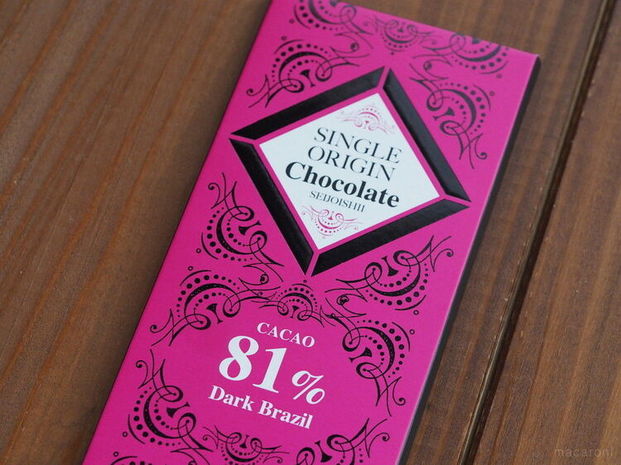 SINGLE
ORIGIN
Chocolate
SEIJOISHII
CACAO
81%
Dark Brazil
macaroni